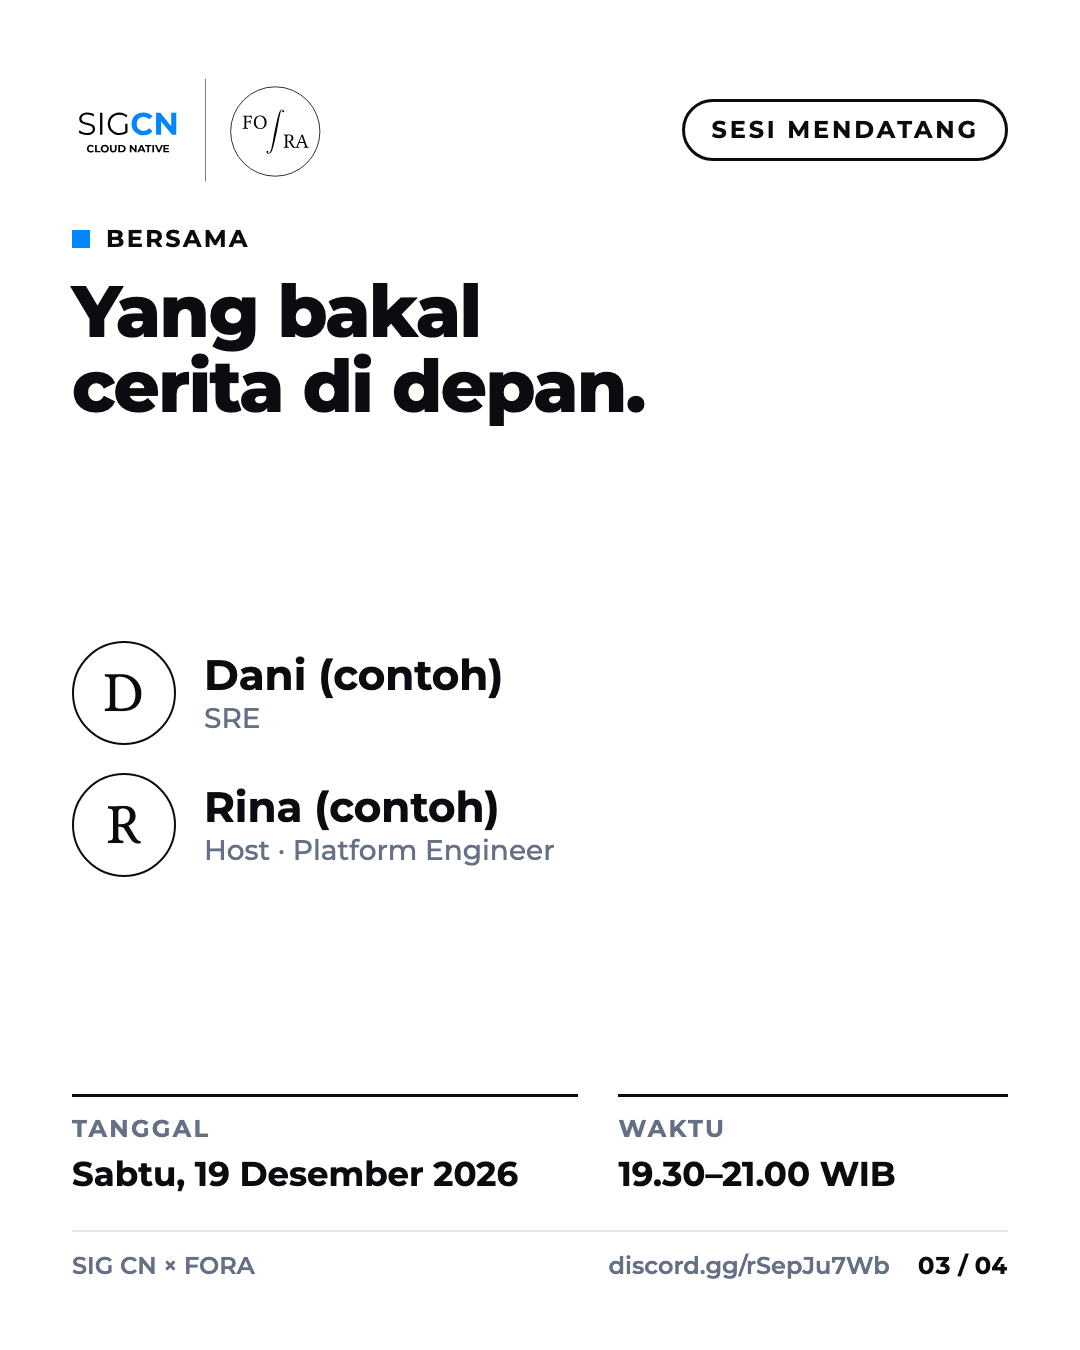 SIGCN
CLOUD NATIVE
FO∫RA
SESI MENDATANG
BERSAMA
Yang bakal
cerita di depan.
D
Dani (contoh)
SRE
R
Rina (contoh)
Host · Platform Engineer
TANGGAL
Sabtu, 19 Desember 2026
WAKTU
19.30–21.00 WIB
SIG CN × FORA
discord.gg/rSepJu7Wb
03 / 04